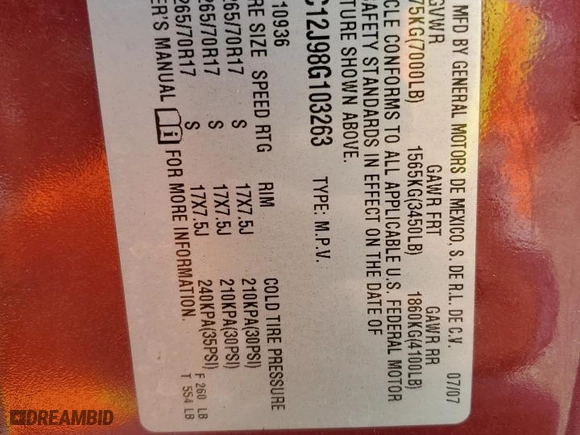 MFD BY GENERAL MOTORS DE MEXICO, S. DE R.L. DE C.V. 07/07
GVWR GAWR FRT GAWR RR
75KG(7000LB) 1565KG(3450LB) 1860KG(4100LB)
CLE CONFORMS TO ALL APPLICABLE U.S. FEDERAL MOTOR
SAFETY STANDARDS IN EFFECT ON THE DATE OF
TURE SHOWN ABOVE.
C12J98G103263 TYPE: M.P.V.
10936
RE SIZE SPEED RTG RIM COLD TIRE PRESSURE
265/70R17 S 17X7.5J 210KPA(30PSI)
265/70R17 S 17X7.5J 210KPA(30PSI)
265/70R17 S 17X7.5J 240KPA(35PSI)
ER'S MANUAL FOR MORE INFORMATION.
F 260 LB
T 554 LB
DREAMBID